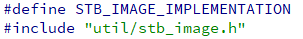 #define STB_IMAGE_IMPLEMENTATION
#include "util/stb_image.h"